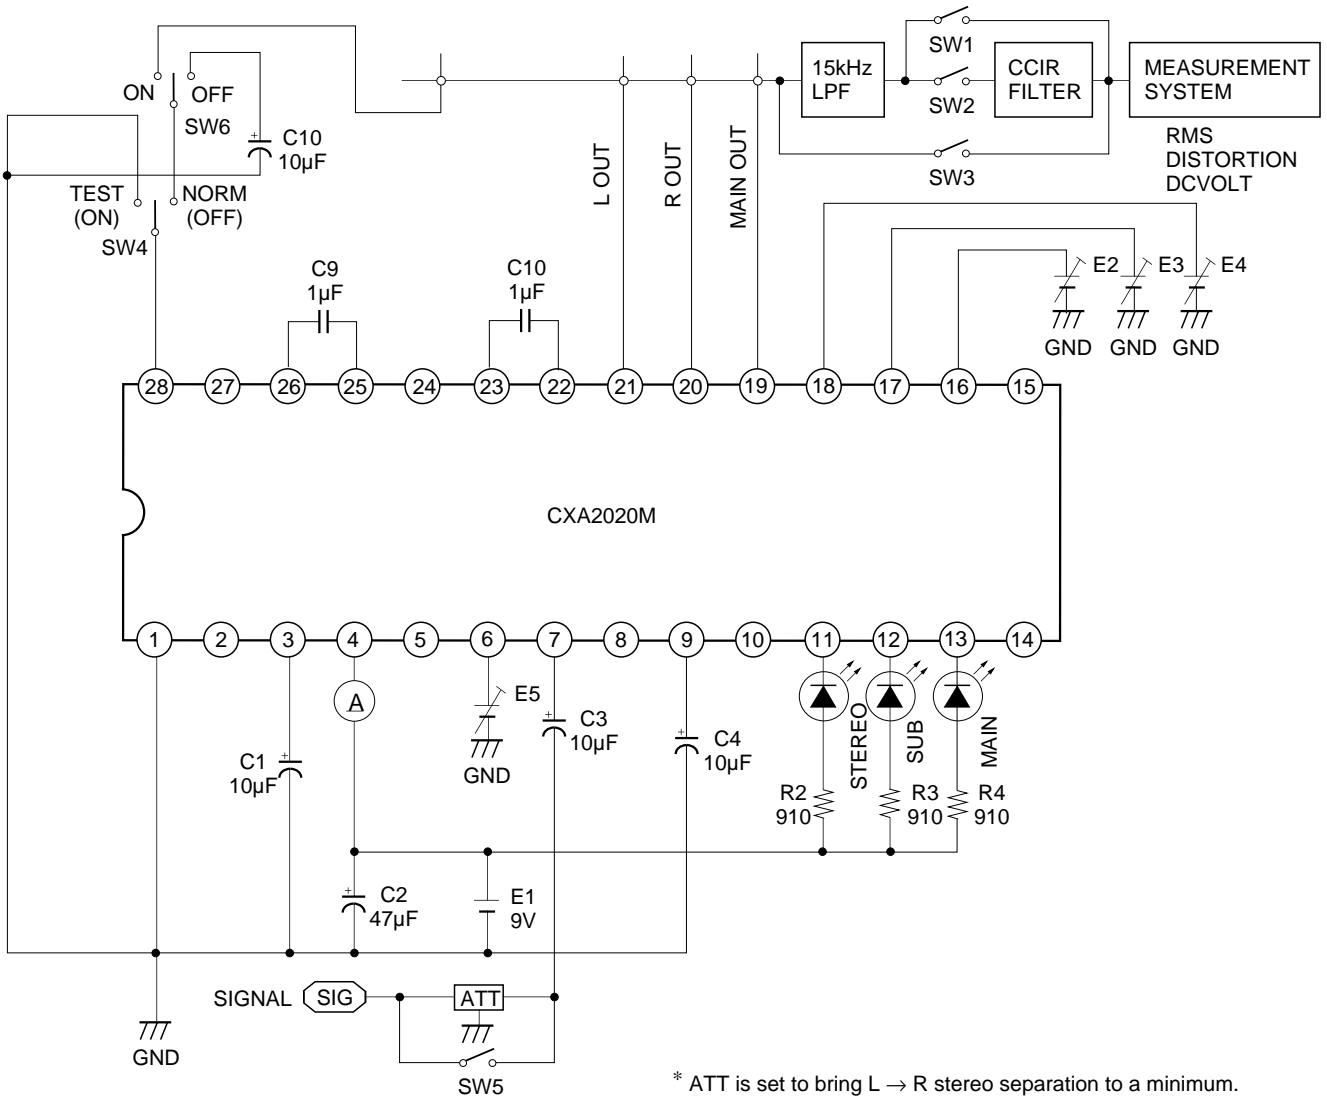 ON
OFF
SW6
C10
10µF
TEST
(ON)
NORM
(OFF)
SW4
L OUT
R OUT
MAIN OUT
15kHz
LPF
SW1
SW2
SW3
CCIR
FILTER
MEASUREMENT
SYSTEM
RMS
DISTORTION
DCVOLT
C9
1µF
C10
1µF
E2
E3
E4
GND
GND
GND
28
27
26
25
24
23
22
21
20
19
18
17
16
15
CXA2020M
1
2
3
4
5
6
7
8
9
10
11
12
13
14
A
E5
GND
C1
10µF
C3
10µF
C4
10µF
STEREO
SUB
MAIN
R2
910
R3
910
R4
910
C2
47µF
E1
9V
SIGNAL
SIG
ATT
SW5
GND
* ATT is set to bring L → R stereo separation to a minimum.